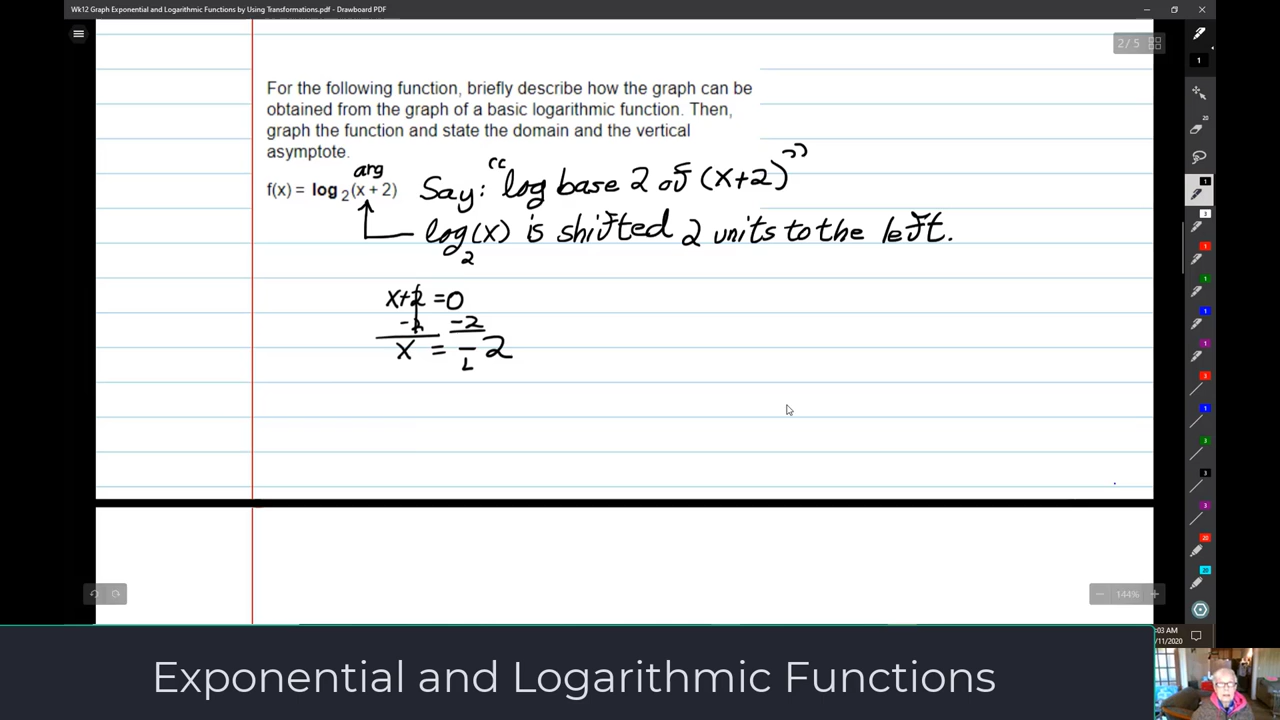 Wk12 Graph Exponential and Logarithmic Functions by Using Transformations.pdf - Drawboard PDF
2 / 5
For the following function, briefly describe how the graph can be
obtained from the graph of a basic logarithmic function. Then,
graph the function and state the domain and the vertical
asymptote.
arg
f(x) = log 2 (x + 2) Say: "log base 2 of (x+2)"
log2(x) is shifted 2 units to the left.
x+2 = 0
-2 -2
x = -2
144%
Exponential and Logarithmic Functions